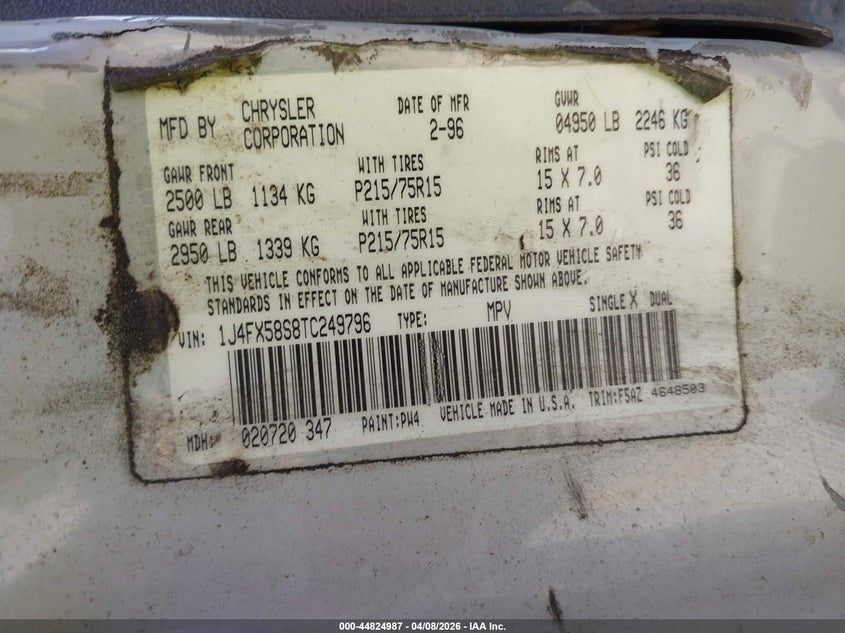 MFD BY CHRYSLER CORPORATION DATE OF MFR 2-96 GVWR 04950 LB 2246 KG
GAWR FRONT WITH TIRES RIMS AT PSI COLD
2500 LB 1134 KG P215/75R15 15 X 7.0 36
GAWR REAR WITH TIRES RIMS AT PSI COLD
2950 LB 1339 KG P215/75R15 15 X 7.0 36
THIS VEHICLE CONFORMS TO ALL APPLICABLE FEDERAL MOTOR VEHICLE SAFETY
STANDARDS IN EFFECT ON THE DATE OF MANUFACTURE SHOWN ABOVE.
VIN: 1J4FX58S8TC249796 TYPE: MPV SINGLE X DUAL
MDH: 020720 347 PAINT:PW4 VEHICLE MADE IN U.S.A. TRIM:F5AZ 4648503
000-44824987 - 04/08/2026 - IAA Inc.